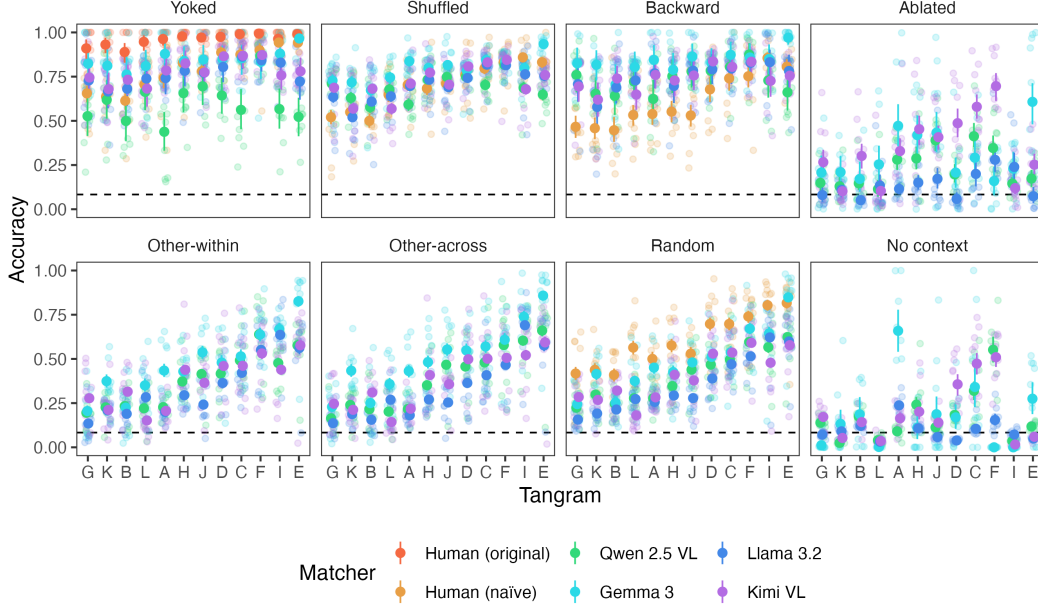 Yoked Shuffled Backward Ablated
1.00
0.75
0.50
0.25
0.00
Accuracy
Other-within Other-across Random No context
1.00
0.75
0.50
0.25
0.00
G K B L A H J D C F I E G K B L A H J D C F I E G K B L A H J D C F I E G K B L A H J D C F I E
Tangram
Matcher
Human (original) Qwen 2.5 VL Llama 3.2
Human (naïve) Gemma 3 Kimi VL